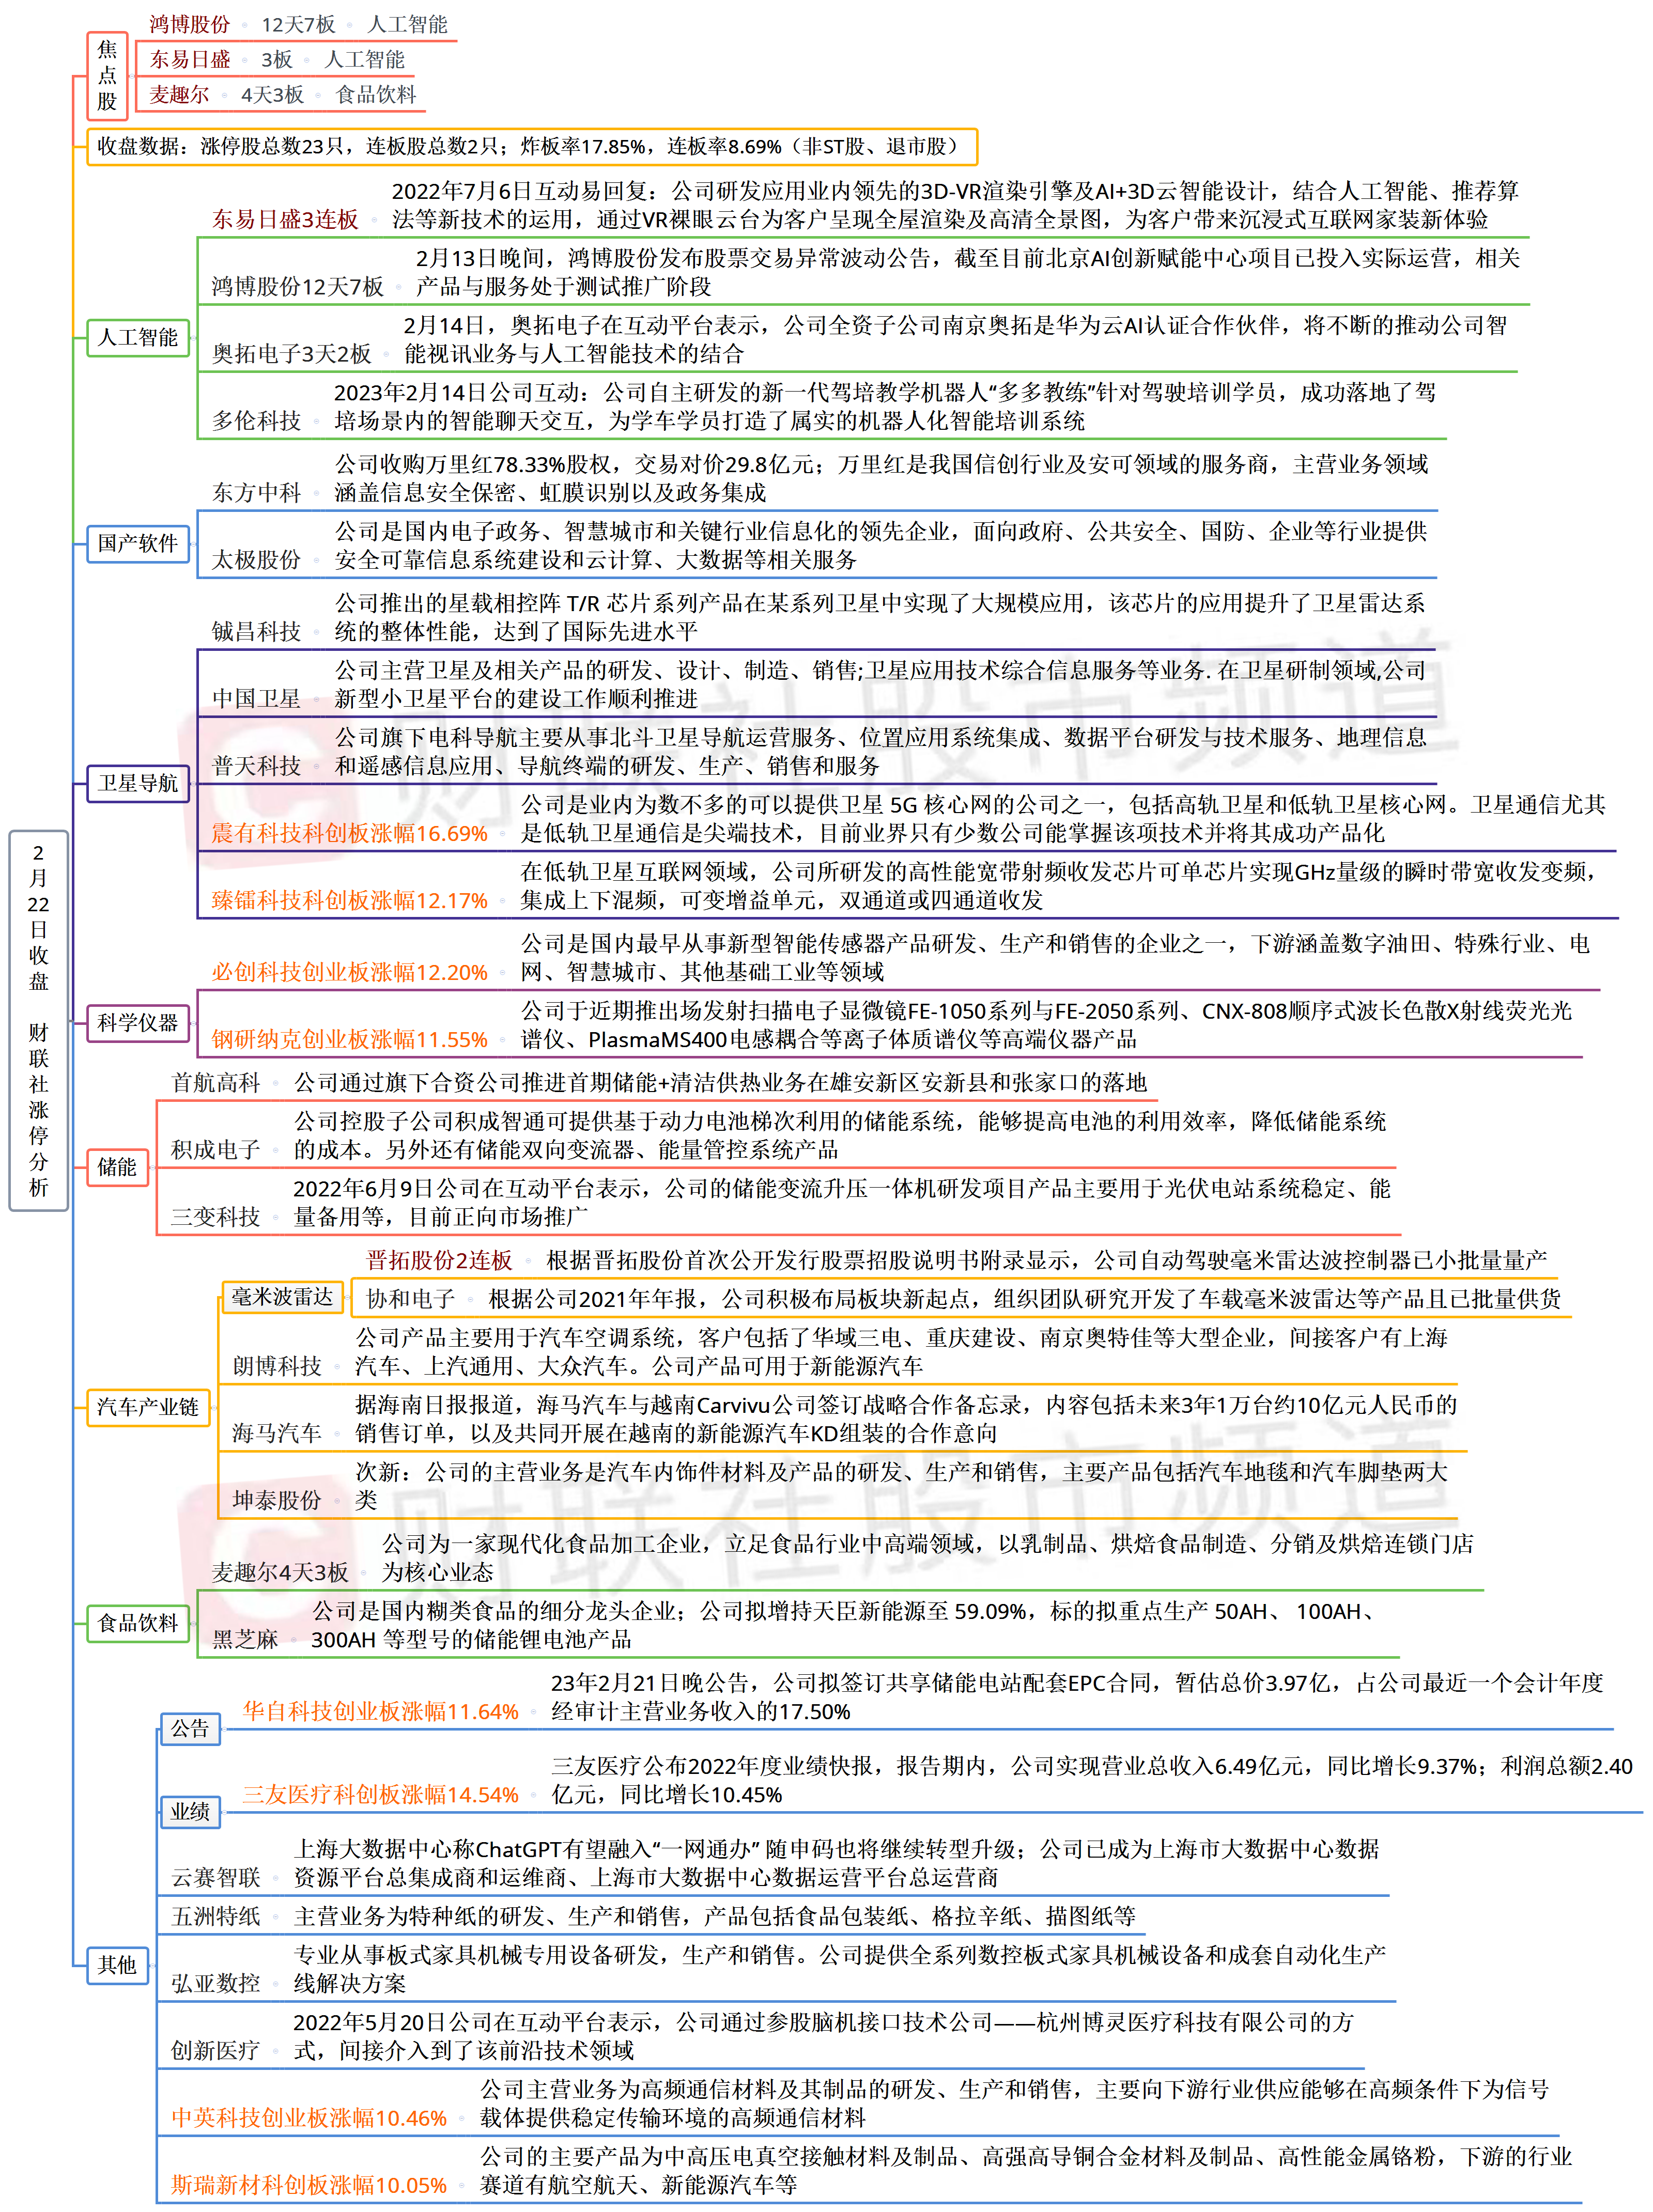 2月22日收盘 财联社涨停分析
焦点股
鸿博股份 12天7板 人工智能
东易日盛 3板 人工智能
麦趣尔 4天3板 食品饮料
收盘数据：涨停股总数23只，连板股总数2只；炸板率17.85%，连板率8.69%（非ST股、退市股）
人工智能
东易日盛3连板
2022年7月6日互动易回复：公司研发应用业内领先的3D-VR渲染引擎及AI+3D云智能设计，结合人工智能、推荐算
法等新技术的运用，通过VR裸眼云台为客户呈现全屋渲染及高清全景图，为客户带来沉浸式互联网家装新体验
鸿博股份12天7板
2月13日晚间，鸿博股份发布股票交易异常波动公告，截至目前北京AI创新赋能中心项目已投入实际运营，相关
产品与服务处于测试推广阶段
奥拓电子3天2板
2月14日，奥拓电子在互动平台表示，公司全资子公司南京奥拓是华为云AI认证合作伙伴，将不断的推动公司智
能视讯业务与人工智能技术的结合
多伦科技
2023年2月14日公司互动：公司自主研发的新一代驾培教学机器人“多多教练”针对驾驶培训学员，成功落地了驾
培场景内的智能聊天交互，为学车学员打造了属实的机器人化智能培训系统
国产软件
东方中科
公司收购万里红78.33%股权，交易对价29.8亿元；万里红是我国信创行业及安可领域的服务商，主营业务领域
涵盖信息安全保密、虹膜识别以及政务集成
太极股份
公司是国内电子政务、智慧城市和关键行业信息化的领先企业，面向政府、公共安全、国防、企业等行业提供
安全可靠信息系统建设和云计算、大数据等相关服务
卫星导航
铖昌科技
公司推出的星载相控阵 T/R 芯片系列产品在某系列卫星中实现了大规模应用，该芯片的应用提升了卫星雷达系
统的整体性能，达到了国际先进水平
中国卫星
公司主营卫星及相关产品的研发、设计、制造、销售;卫星应用技术综合信息服务等业务. 在卫星研制领域,公司
新型小卫星平台的建设工作顺利推进
普天科技
公司旗下电科导航主要从事北斗卫星导航运营服务、位置应用系统集成、数据平台研发与技术服务、地理信息
和遥感信息应用、导航终端的研发、生产、销售和服务
震有科技科创板涨幅16.69%
公司是业内为数不多的可以提供卫星 5G 核心网的公司之一，包括高轨卫星和低轨卫星核心网。卫星通信尤其
是低轨卫星通信是尖端技术，目前业界只有少数公司能掌握该项技术并将其成功产品化
臻镭科技科创板涨幅12.17%
在低轨卫星互联网领域，公司所研发的高性能宽带射频收发芯片可单芯片实现GHz量级的瞬时带宽收发变频，
集成上下混频，可变增益单元，双通道或四通道收发
科学仪器
必创科技创业板涨幅12.20%
公司是国内最早从事新型智能传感器产品研发、生产和销售的企业之一，下游涵盖数字油田、特殊行业、电
网、智慧城市、其他基础工业等领域
钢研纳克创业板涨幅11.55%
公司于近期推出场发射扫描电子显微镜FE-1050系列与FE-2050系列、CNX-808顺序式波长色散X射线荧光光
谱仪、PlasmaMS400电感耦合等离子体质谱仪等高端仪器产品
储能
首航高科
公司通过旗下合资公司推进首期储能+清洁供热业务在雄安新区安新县和张家口的落地
积成电子
公司控股子公司积成智通可提供基于动力电池梯次利用的储能系统，能够提高电池的利用效率，降低储能系统
的成本。另外还有储能双向变流器、能量管控系统产品
三变科技
2022年6月9日公司在互动平台表示，公司的储能变流升压一体机研发项目产品主要用于光伏电站系统稳定、能
量备用等，目前正向市场推广
汽车产业链
毫米波雷达
晋拓股份2连板
根据晋拓股份首次公开发行股票招股说明书附录显示，公司自动驾驶毫米雷达波控制器已小批量量产
协和电子
根据公司2021年年报，公司积极布局板块新起点，组织团队研究开发了车载毫米波雷达等产品且已批量供货
朗博科技
公司产品主要用于汽车空调系统，客户包括了华域三电、重庆建设、南京奥特佳等大型企业，间接客户有上海
汽车、上汽通用、大众汽车。公司产品可用于新能源汽车
海马汽车
据海南日报报道，海马汽车与越南Carvivu公司签订战略合作备忘录，内容包括未来3年1万台约10亿元人民币的
销售订单，以及共同开展在越南的新能源汽车KD组装的合作意向
坤泰股份
次新：公司的主营业务是汽车内饰件材料及产品的研发、生产和销售，主要产品包括汽车地毯和汽车脚垫两大
类
食品饮料
麦趣尔4天3板
公司为一家现代化食品加工企业，立足食品行业中高端领域，以乳制品、烘焙食品制造、分销及烘焙连锁门店
为核心业态
黑芝麻
公司是国内糊类食品的细分龙头企业；公司拟增持天臣新能源至 59.09%，标的拟重点生产 50AH、 100AH、
300AH 等型号的储能锂电池产品
其他
公告
华自科技创业板涨幅11.64%
23年2月21日晚公告，公司拟签订共享储能电站配套EPC合同，暂估总价3.97亿，占公司最近一个会计年度
经审计主营业务收入的17.50%
业绩
三友医疗科创板涨幅14.54%
三友医疗公布2022年度业绩快报，报告期内，公司实现营业总收入6.49亿元，同比增长9.37%；利润总额2.40
亿元，同比增长10.45%
云赛智联
上海大数据中心称ChatGPT有望融入“一网通办” 随申码也将继续转型升级；公司已成为上海市大数据中心数据
资源平台总集成商和运维商、上海市大数据中心数据运营平台总运营商
五洲特纸
主营业务为特种纸的研发、生产和销售，产品包括食品包装纸、格拉辛纸、描图纸等
弘亚数控
专业从事板式家具机械专用设备研发，生产和销售。公司提供全系列数控板式家具机械设备和成套自动化生产
线解决方案
创新医疗
2022年5月20日公司在互动平台表示，公司通过参股脑机接口技术公司——杭州博灵医疗科技有限公司的方
式，间接介入到了该前沿技术领域
中英科技创业板涨幅10.46%
公司主营业务为高频通信材料及其制品的研发、生产和销售，主要向下游行业供应能够在高频条件下为信号
载体提供稳定传输环境的高频通信材料
斯瑞新材科创板涨幅10.05%
公司的主要产品为中高压电真空接触材料及制品、高强高导铜合金材料及制品、高性能金属铬粉，下游的行业
赛道有航空航天、新能源汽车等
财联社股市频道
财联社股市频道